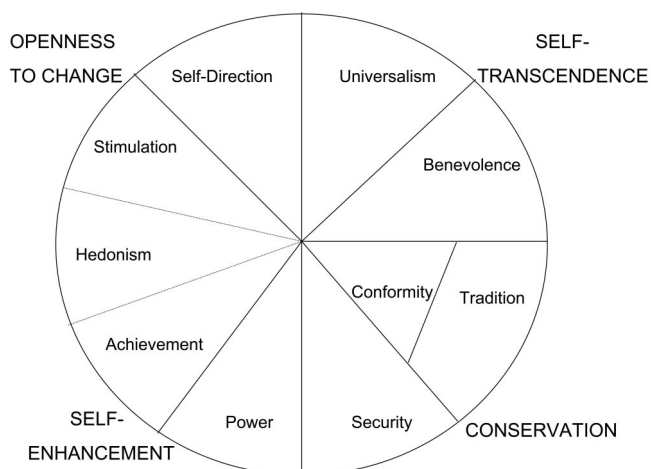 OPENNESS
TO CHANGE
SELF-
TRANSCENDENCE
Self-Direction
Universalism
Stimulation
Benevolence
Hedonism
Conformity
Tradition
Achievement
Power
Security
SELF-
ENHANCEMENT
CONSERVATION